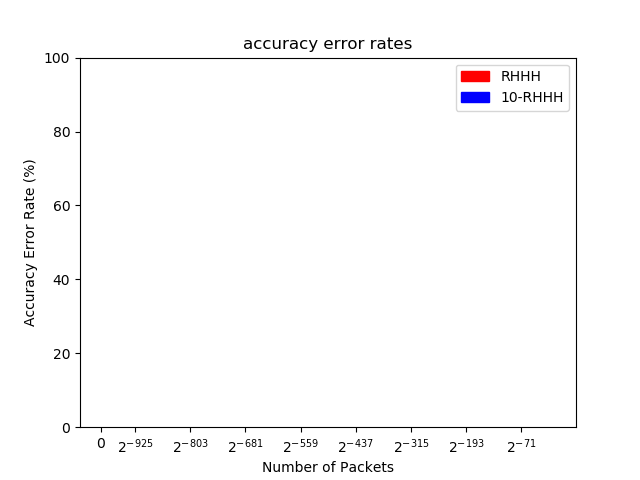 accuracy error rates
100
80
60
40
20
0
Accuracy Error Rate (%)
RHHH
10-RHHH
0 2^{-925} 2^{-803} 2^{-681} 2^{-559} 2^{-437} 2^{-315} 2^{-193} 2^{-71}
Number of Packets